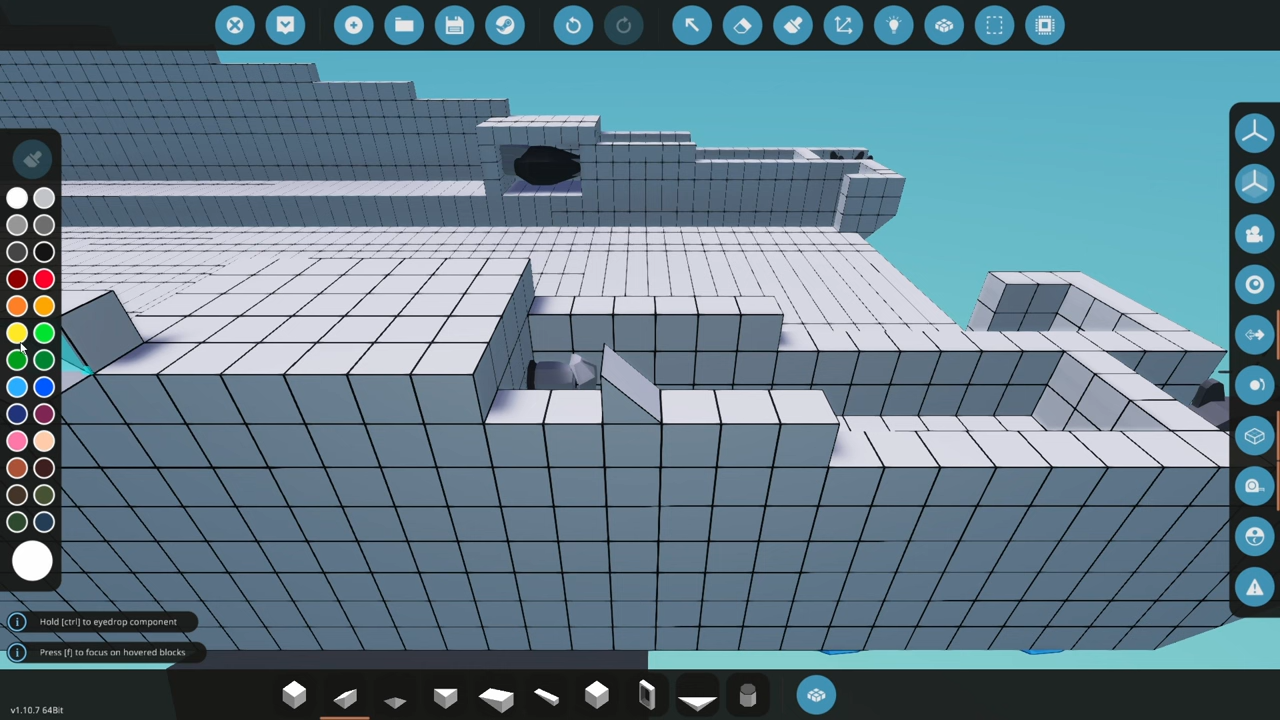 Hold [ctrl] to eyedrop component
Press [f] to focus on hovered blocks
v1.10.7 64Bit